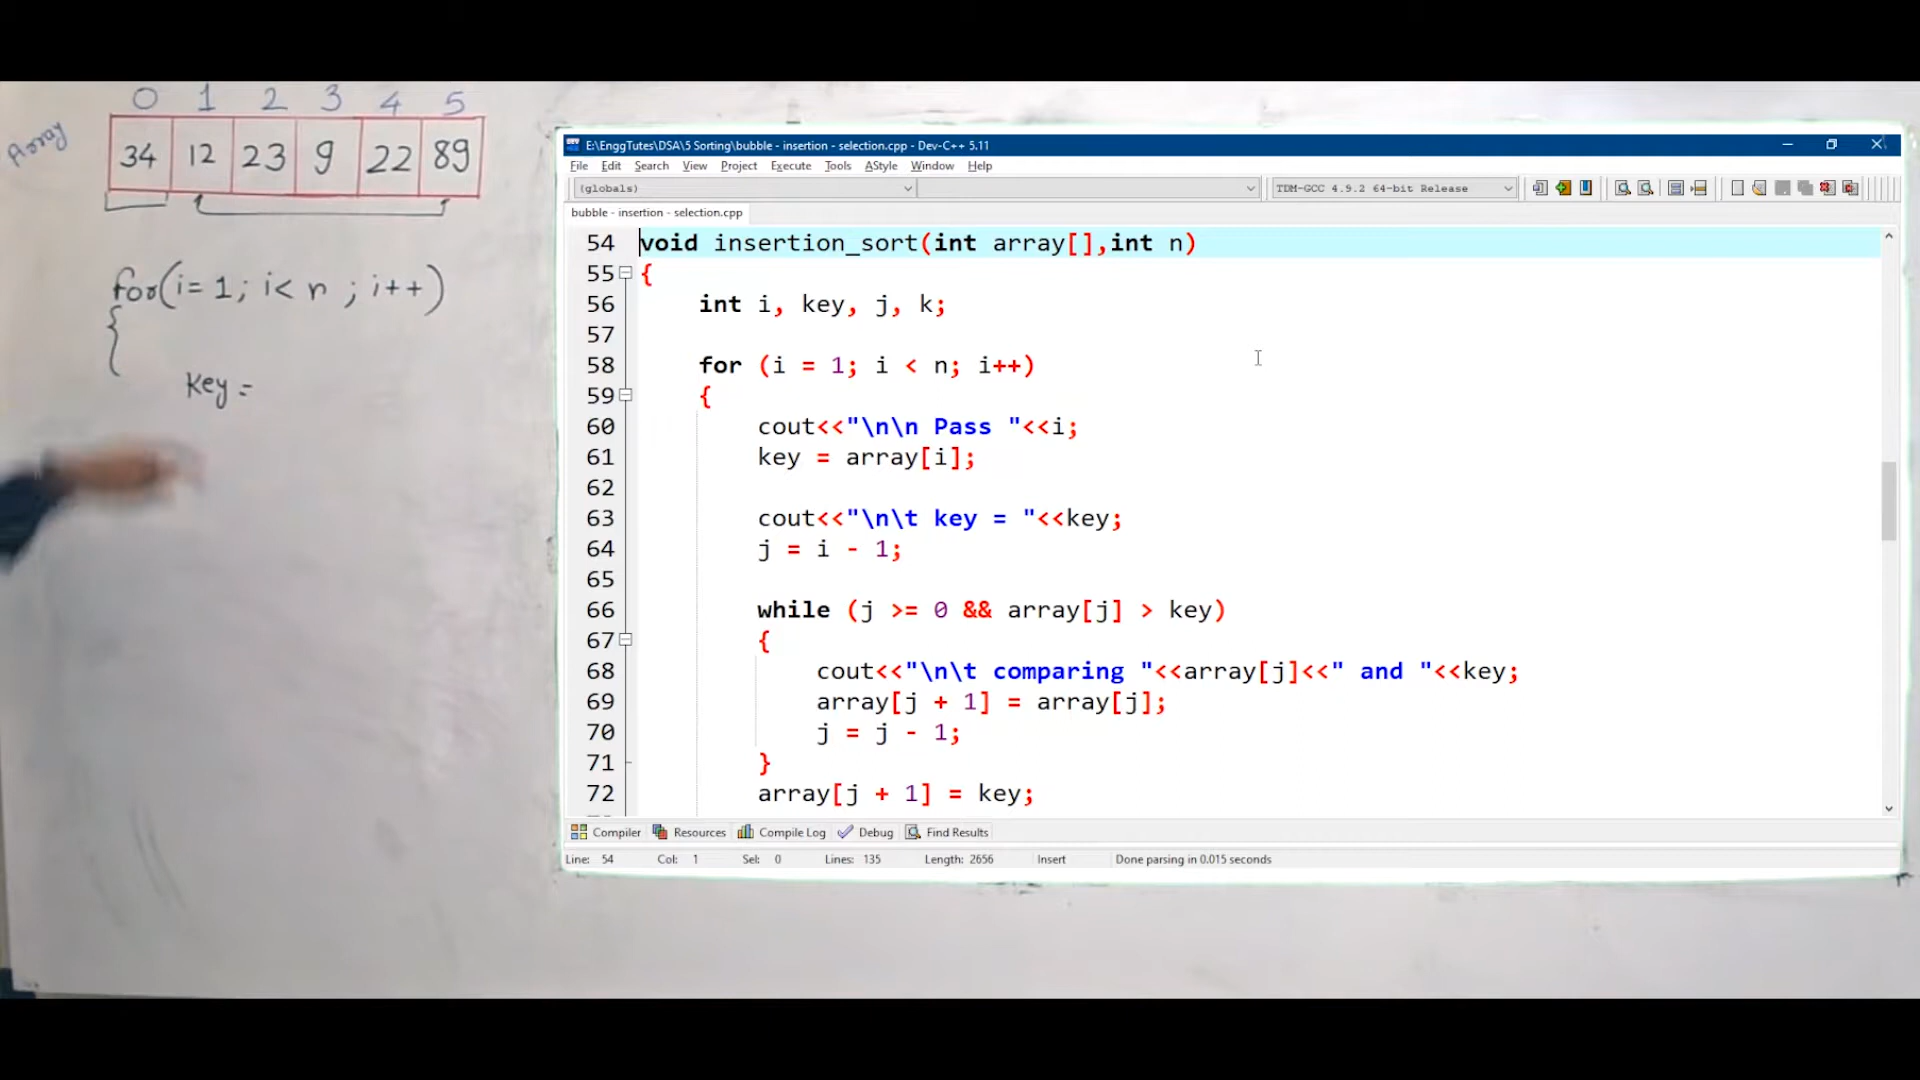 0 1 2 3 4 5
Array
34 12 23 9 22 89
for(i=1; i<n ; i++)
{
Key =
E:\EnggTutes\DSA\5 Sorting\bubble - insertion - selection.cpp - Dev-C++ 5.11
File Edit Search View Project Execute Tools AStyle Window Help
(globals) TDM-GCC 4.9.2 64-bit Release
bubble - insertion - selection.cpp
54 void insertion_sort(int array[],int n)
55 {
56 int i, key, j, k;
57
58 for (i = 1; i < n; i++)
59 {
60 cout<<"\n\n Pass "<<i;
61 key = array[i];
62
63 cout<<"\n\t key = "<<key;
64 j = i - 1;
65
66 while (j >= 0 && array[j] > key)
67 {
68 cout<<"\n\t comparing "<<array[j]<<" and "<<key;
69 array[j + 1] = array[j];
70 j = j - 1;
71 }
72 array[j + 1] = key;
Compiler Resources Compile Log Debug Find Results
Line: 54 Col: 1 Sel: 0 Lines: 135 Length: 2656 Insert Done parsing in 0.015 seconds